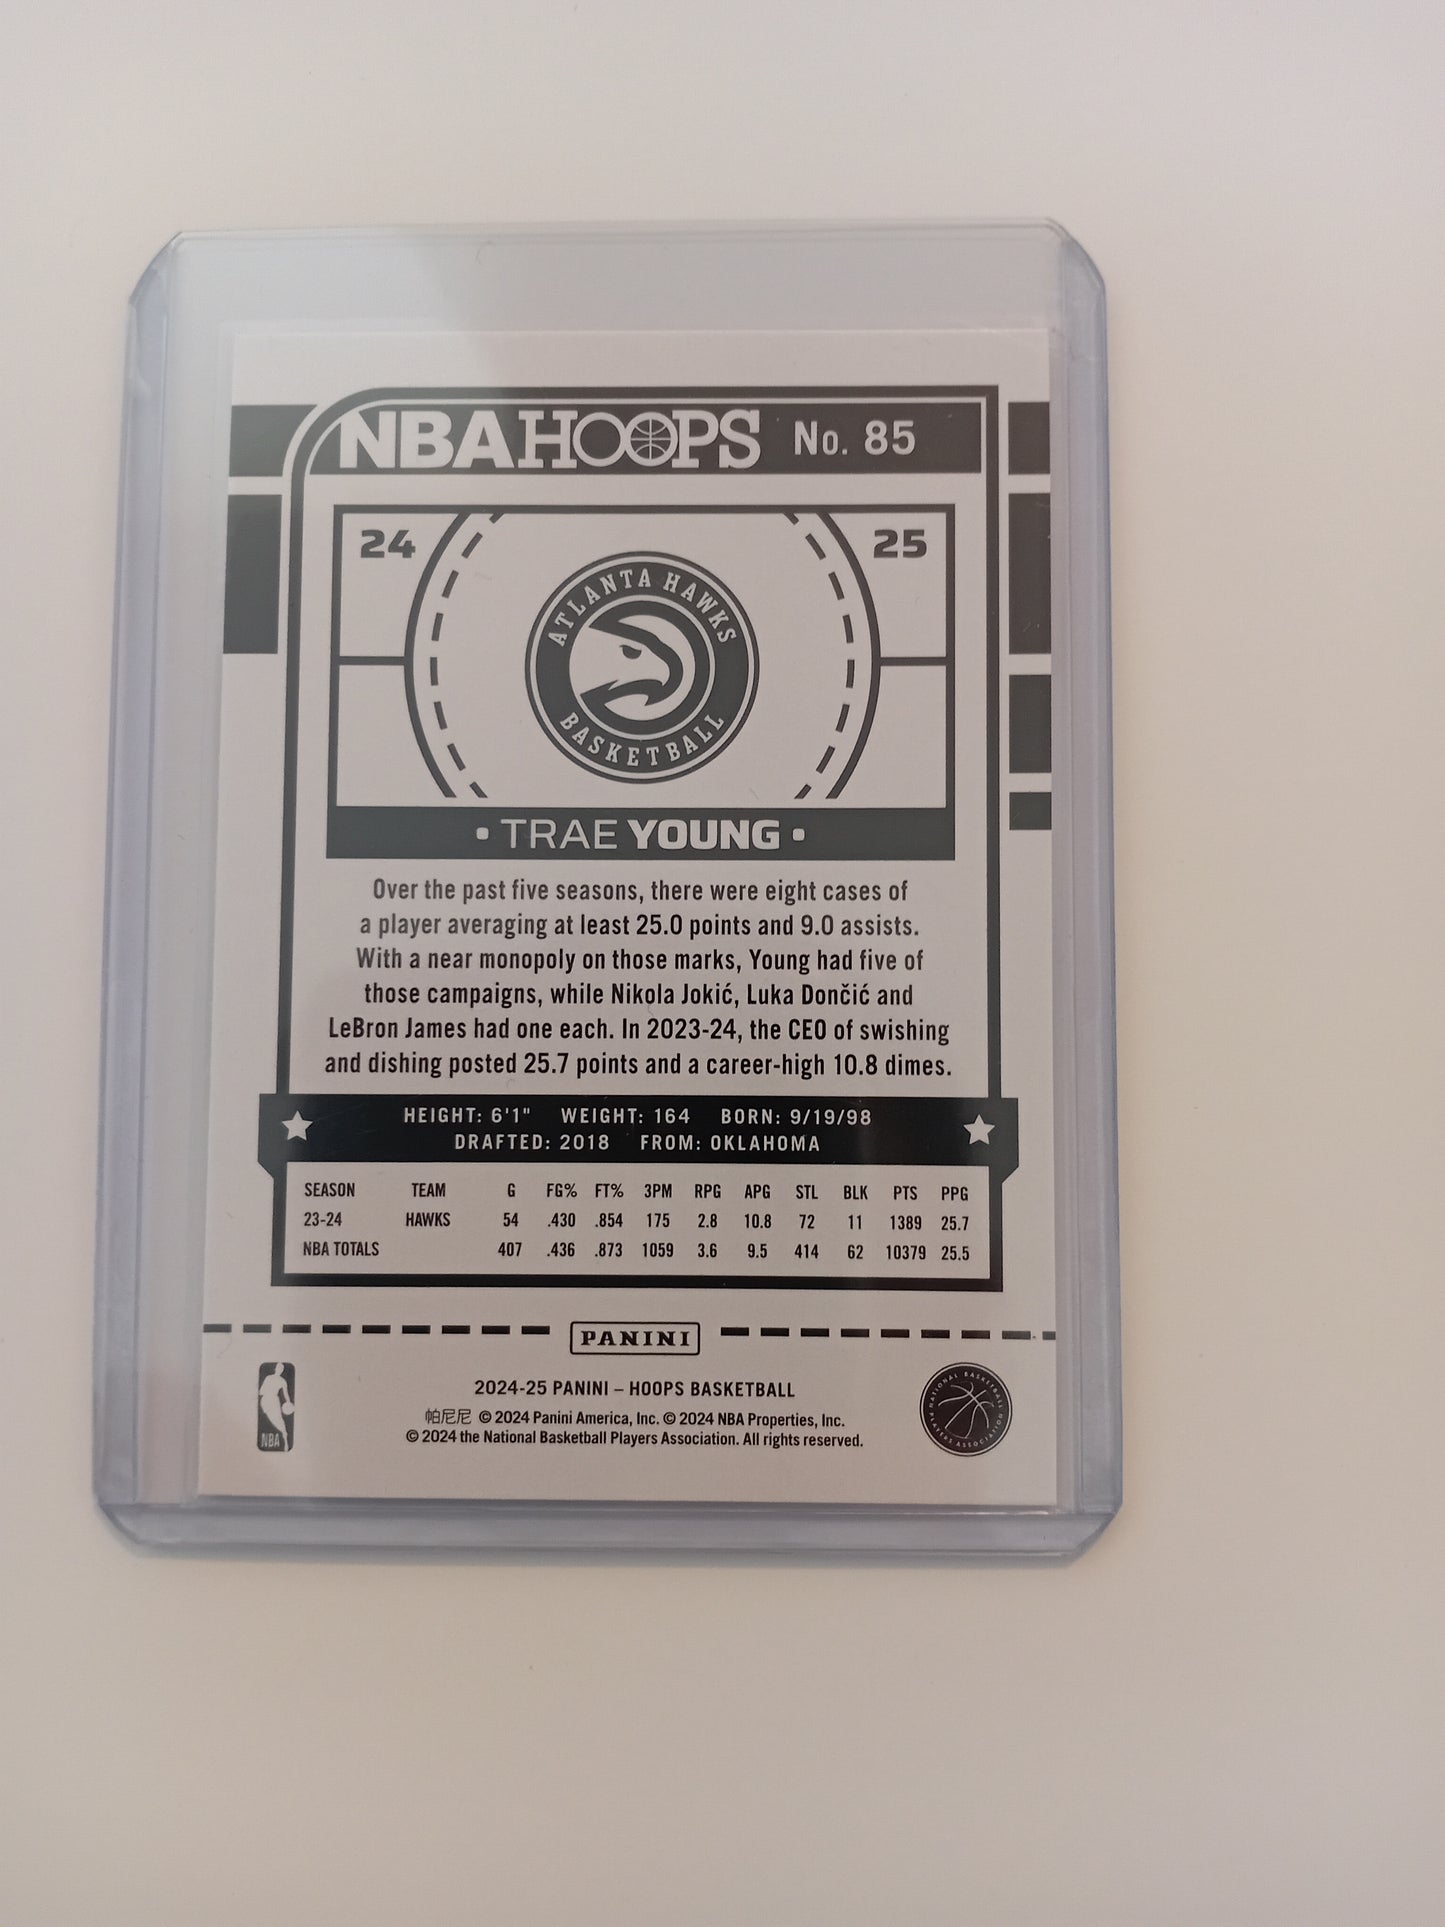 NBA HOOPS No. 85
24 25
ATLANTA HAWKS
BASKETBALL
• TRAE YOUNG •
Over the past five seasons, there were eight cases of
a player averaging at least 25.0 points and 9.0 assists.
With a near monopoly on those marks, Young had five of
those campaigns, while Nikola Jokić, Luka Dončić and
LeBron James had one each. In 2023-24, the CEO of swishing
and dishing posted 25.7 points and a career-high 10.8 dimes.
HEIGHT: 6'1" WEIGHT: 164 BORN: 9/19/98
DRAFTED: 2018 FROM: OKLAHOMA
SEASON TEAM G FG% FT% 3PM RPG APG STL BLK PTS PPG
23-24 HAWKS 54 .430 .854 175 2.8 10.8 72 11 1389 25.7
NBA TOTALS 407 .436 .873 1059 3.6 9.5 414 62 10379 25.5
PANINI
2024-25 PANINI – HOOPS BASKETBALL
帕尼尼 © 2024 Panini America, Inc. © 2024 NBA Properties, Inc.
© 2024 the National Basketball Players Association. All rights reserved.
NBA
NATIONAL BASKETBALL
PLAYERS ASSOCIATION